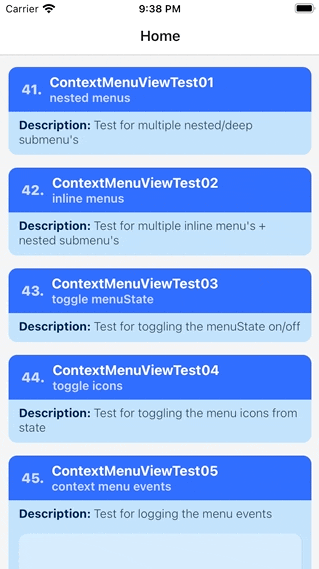 Carrier 9:38 PM
Home
41. ContextMenuViewTest01
nested menus
Description: Test for multiple nested/deep
submenu's
42. ContextMenuViewTest02
inline menus
Description: Test for multiple inline menu's +
nested submenu's
43. ContextMenuViewTest03
toggle menuState
Description: Test for toggling the menuState on/off
44. ContextMenuViewTest04
toggle icons
Description: Test for toggling the menu icons from
state
45. ContextMenuViewTest05
context menu events
Description: Test for logging the menu events